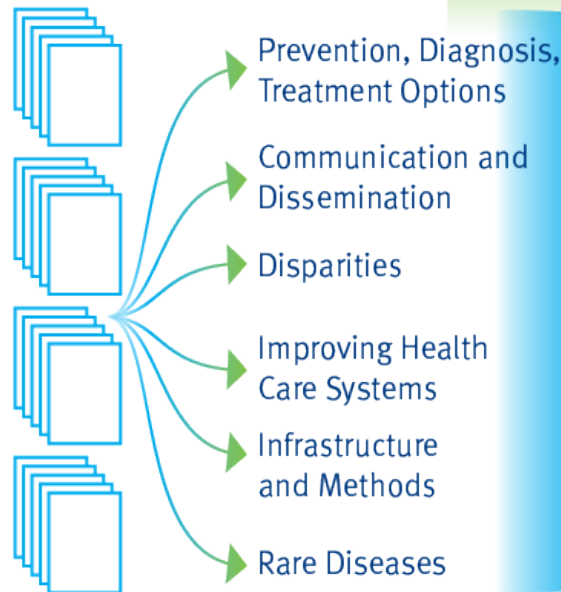 Prevention, Diagnosis,
Treatment Options
Communication and
Dissemination
Disparities
Improving Health
Care Systems
Infrastructure
and Methods
Rare Diseases